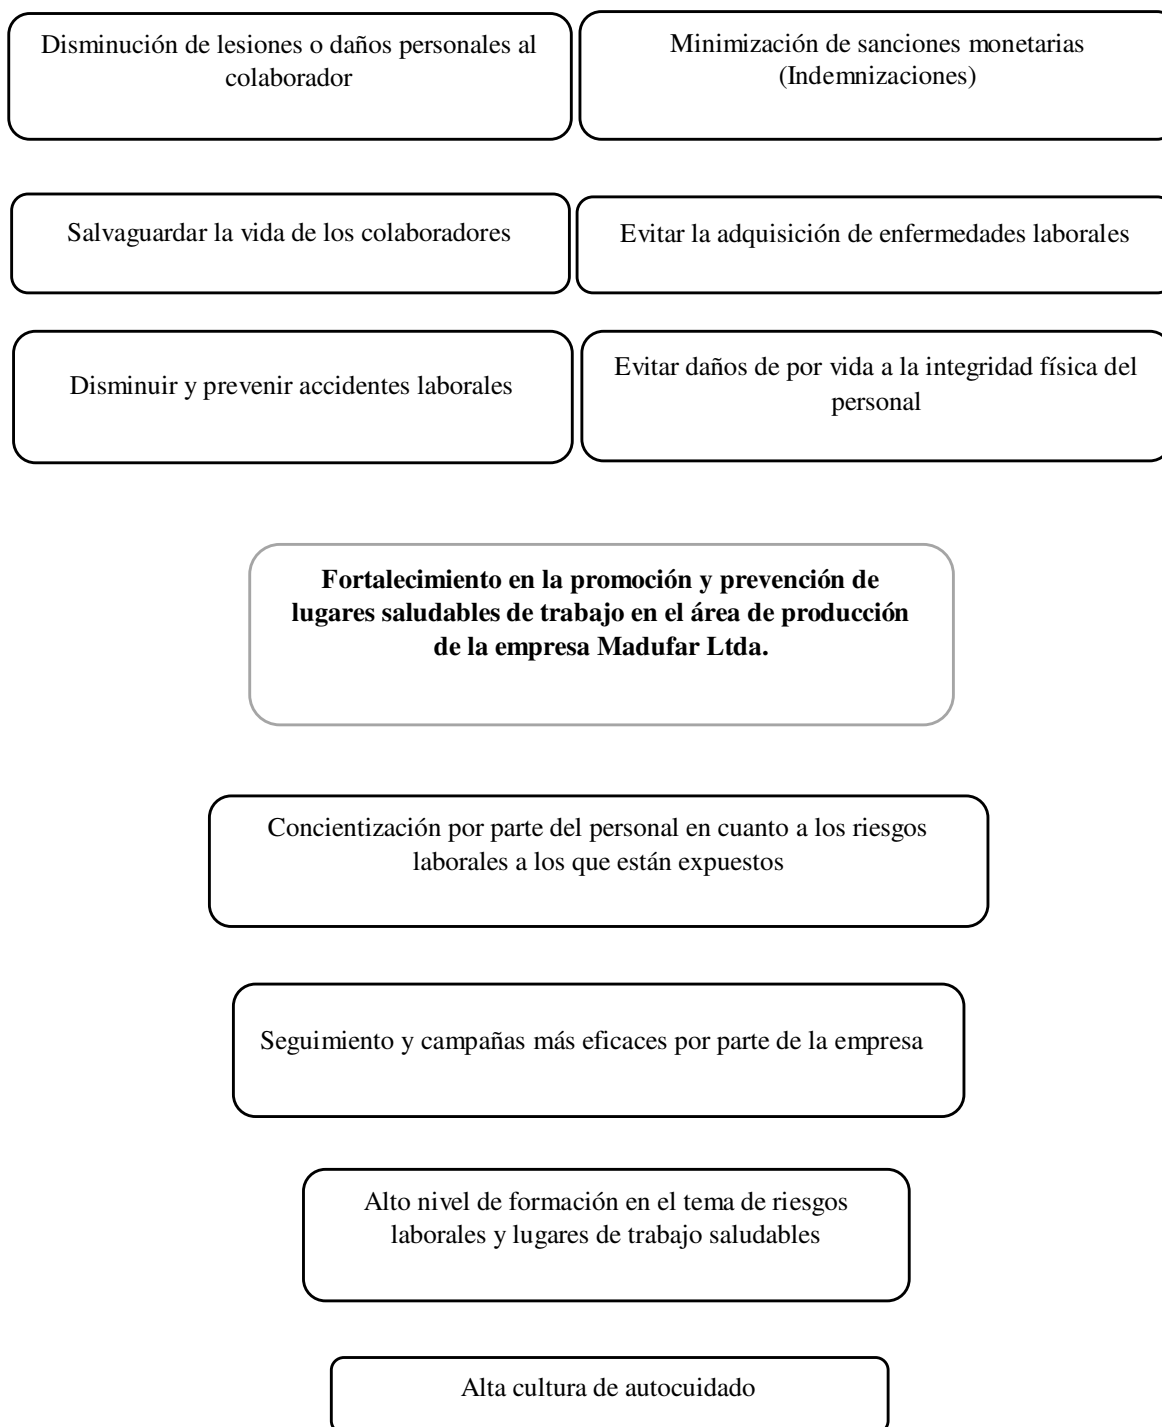 Disminución de lesiones o daños personales al
colaborador
Minimización de sanciones monetarias
(Indemnizaciones)
Salvaguardar la vida de los colaboradores
Evitar la adquisición de enfermedades laborales
Disminuir y prevenir accidentes laborales
Evitar daños de por vida a la integridad física del
personal
Fortalecimiento en la promoción y prevención de
lugares saludables de trabajo en el área de producción
de la empresa Madufar Ltda.
Concientización por parte del personal en cuanto a los riesgos
laborales a los que están expuestos
Seguimiento y campañas más eficaces por parte de la empresa
Alto nivel de formación en el tema de riesgos
laborales y lugares de trabajo saludables
Alta cultura de autocuidado